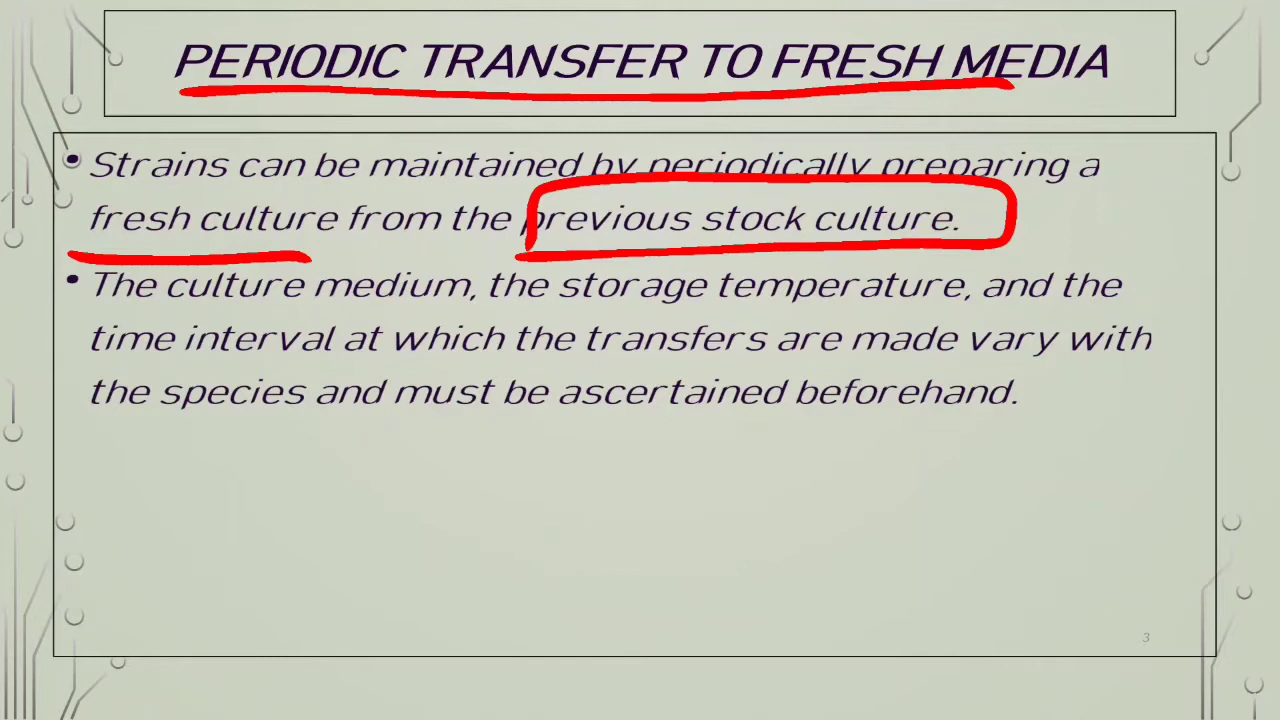 PERIODIC TRANSFER TO FRESH MEDIA
• Strains can be maintained by periodically preparing a
fresh culture from the previous stock culture.
• The culture medium, the storage temperature, and the
time interval at which the transfers are made vary with
the species and must be ascertained beforehand.
3